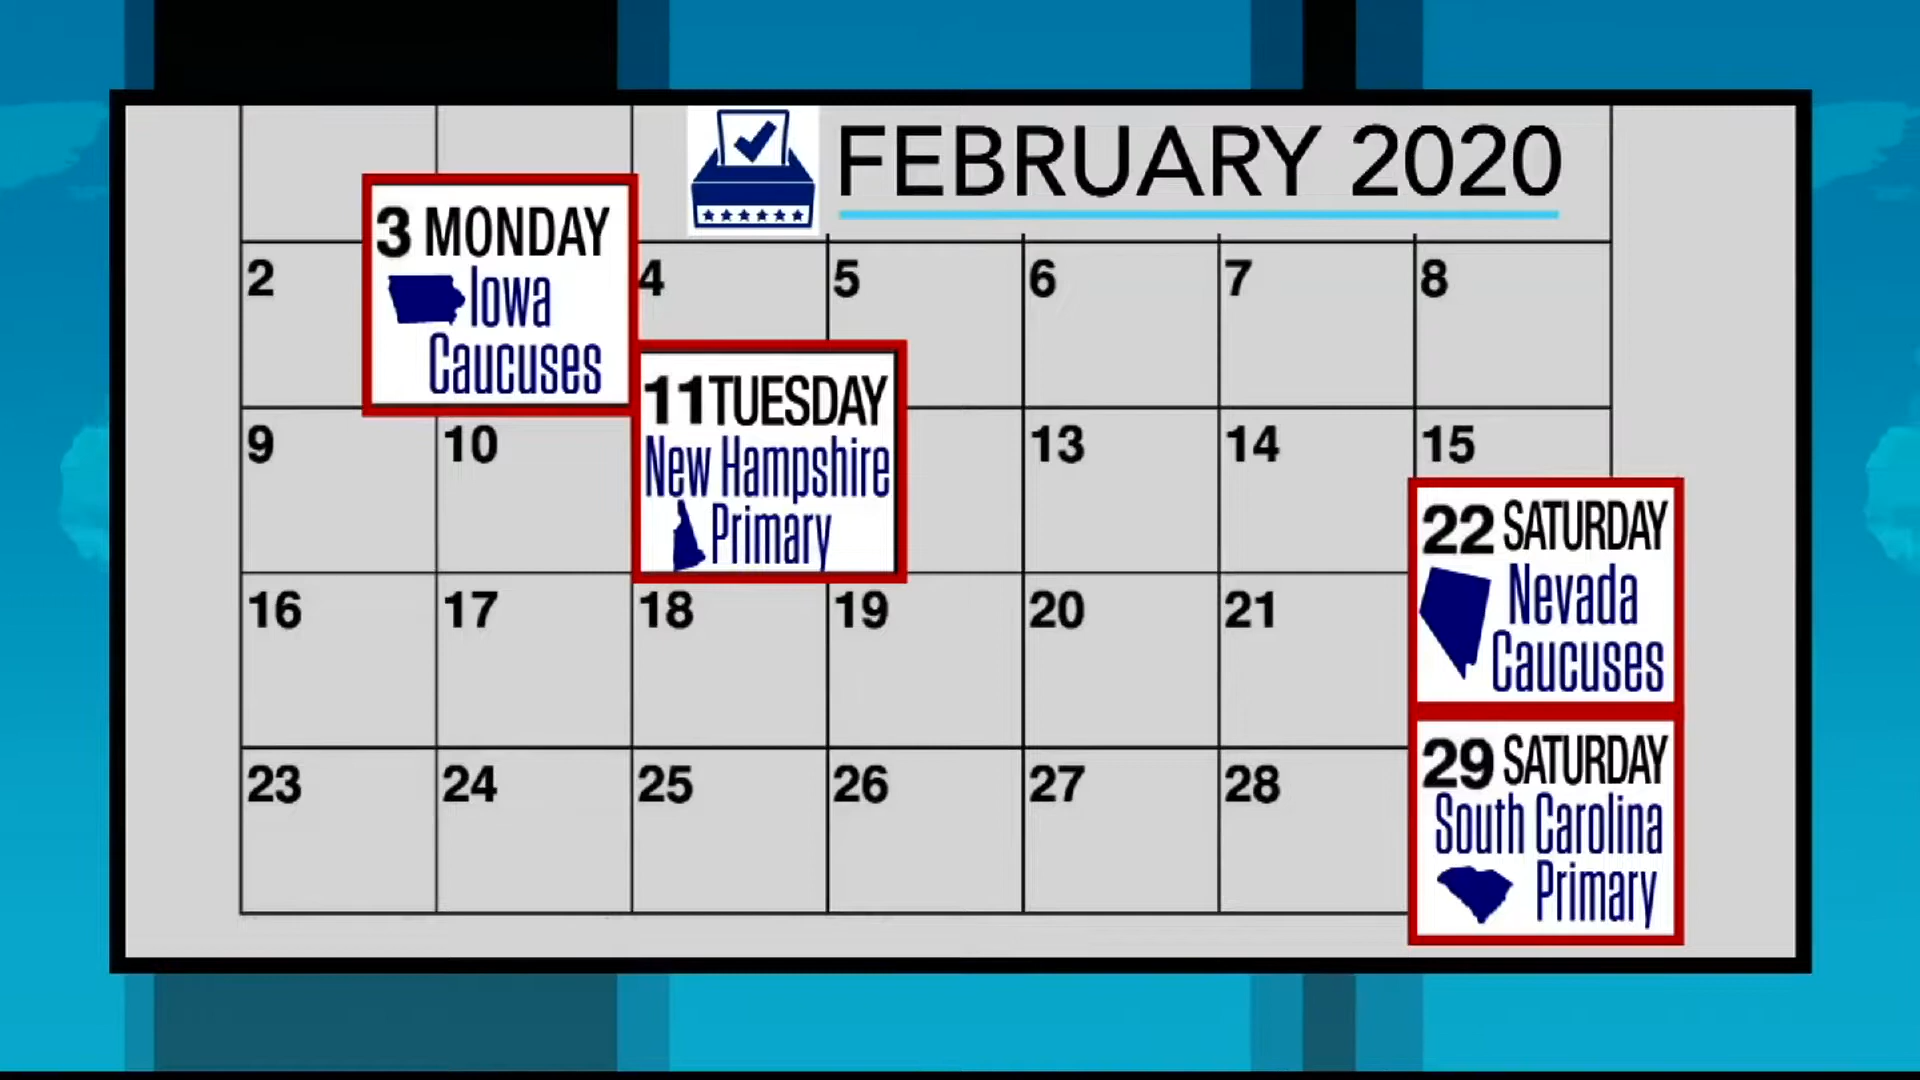 FEBRUARY 2020
3 MONDAY
Iowa
Caucuses
2
4
5
6
7
8
11 TUESDAY
New Hampshire
Primary
9
10
13
14
15
22 SATURDAY
Nevada
Caucuses
16
17
18
19
20
21
29 SATURDAY
South Carolina
Primary
23
24
25
26
27
28